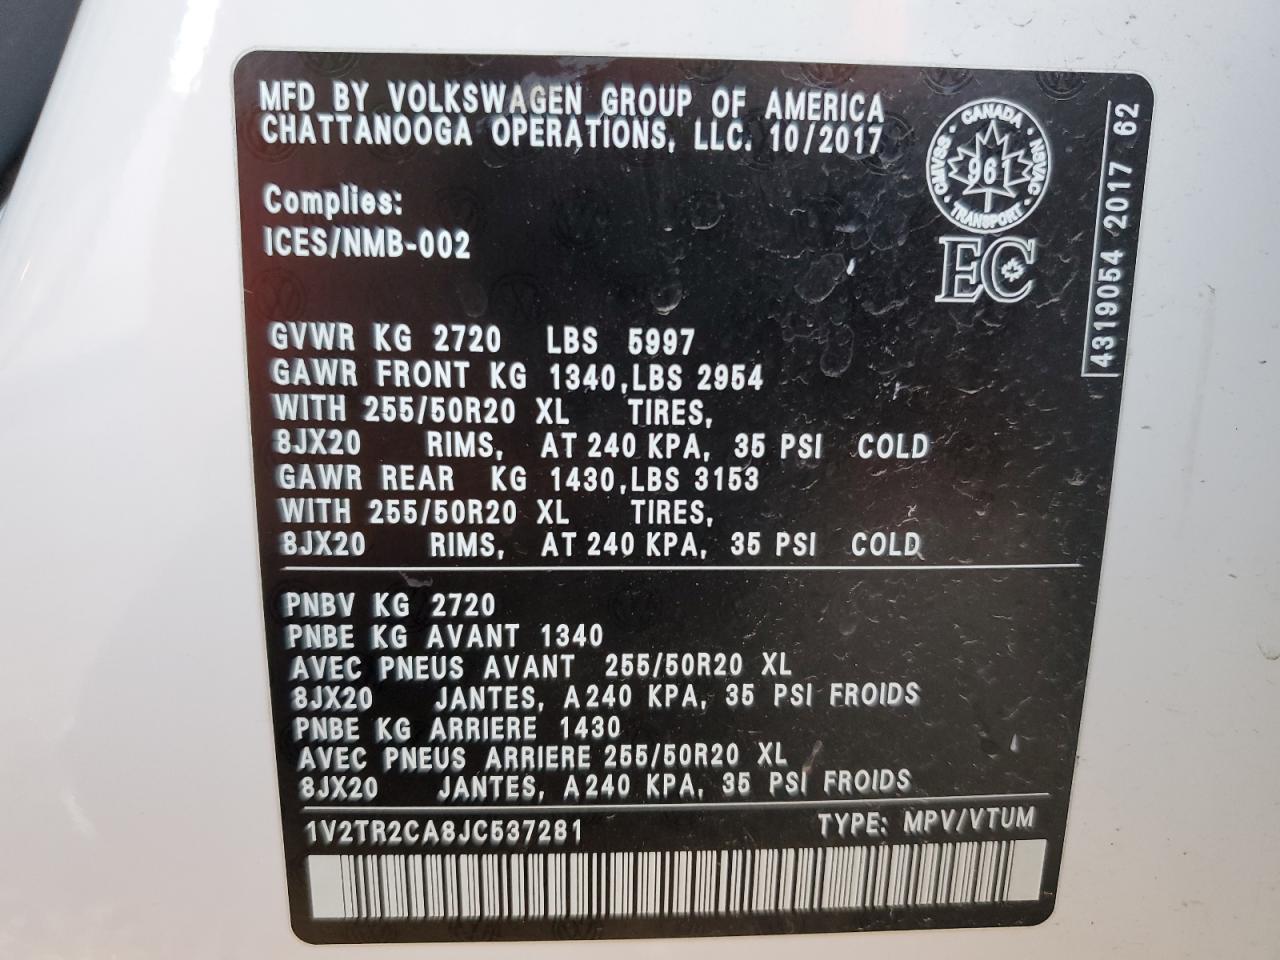 MFD BY VOLKSWAGEN GROUP OF AMERICA
CHATTANOOGA OPERATIONS, LLC. 10/2017
CANADA
CMVSS NSVAC
961
TRANSPORT
EC
4319054 2017 62
Complies:
ICES/NMB-002
GVWR KG 2720 LBS 5997
GAWR FRONT KG 1340,LBS 2954
WITH 255/50R20 XL TIRES,
8JX20 RIMS, AT 240 KPA, 35 PSI COLD
GAWR REAR KG 1430,LBS 3153
WITH 255/50R20 XL TIRES,
8JX20 RIMS, AT 240 KPA, 35 PSI COLD
PNBV KG 2720
PNBE KG AVANT 1340
AVEC PNEUS AVANT 255/50R20 XL
8JX20 JANTES, A 240 KPA, 35 PSI FROIDS
PNBE KG ARRIERE 1430
AVEC PNEUS ARRIERE 255/50R20 XL
8JX20 JANTES, A 240 KPA, 35 PSI FROIDS
1V2TR2CA8JC537281 TYPE: MPV/VTUM